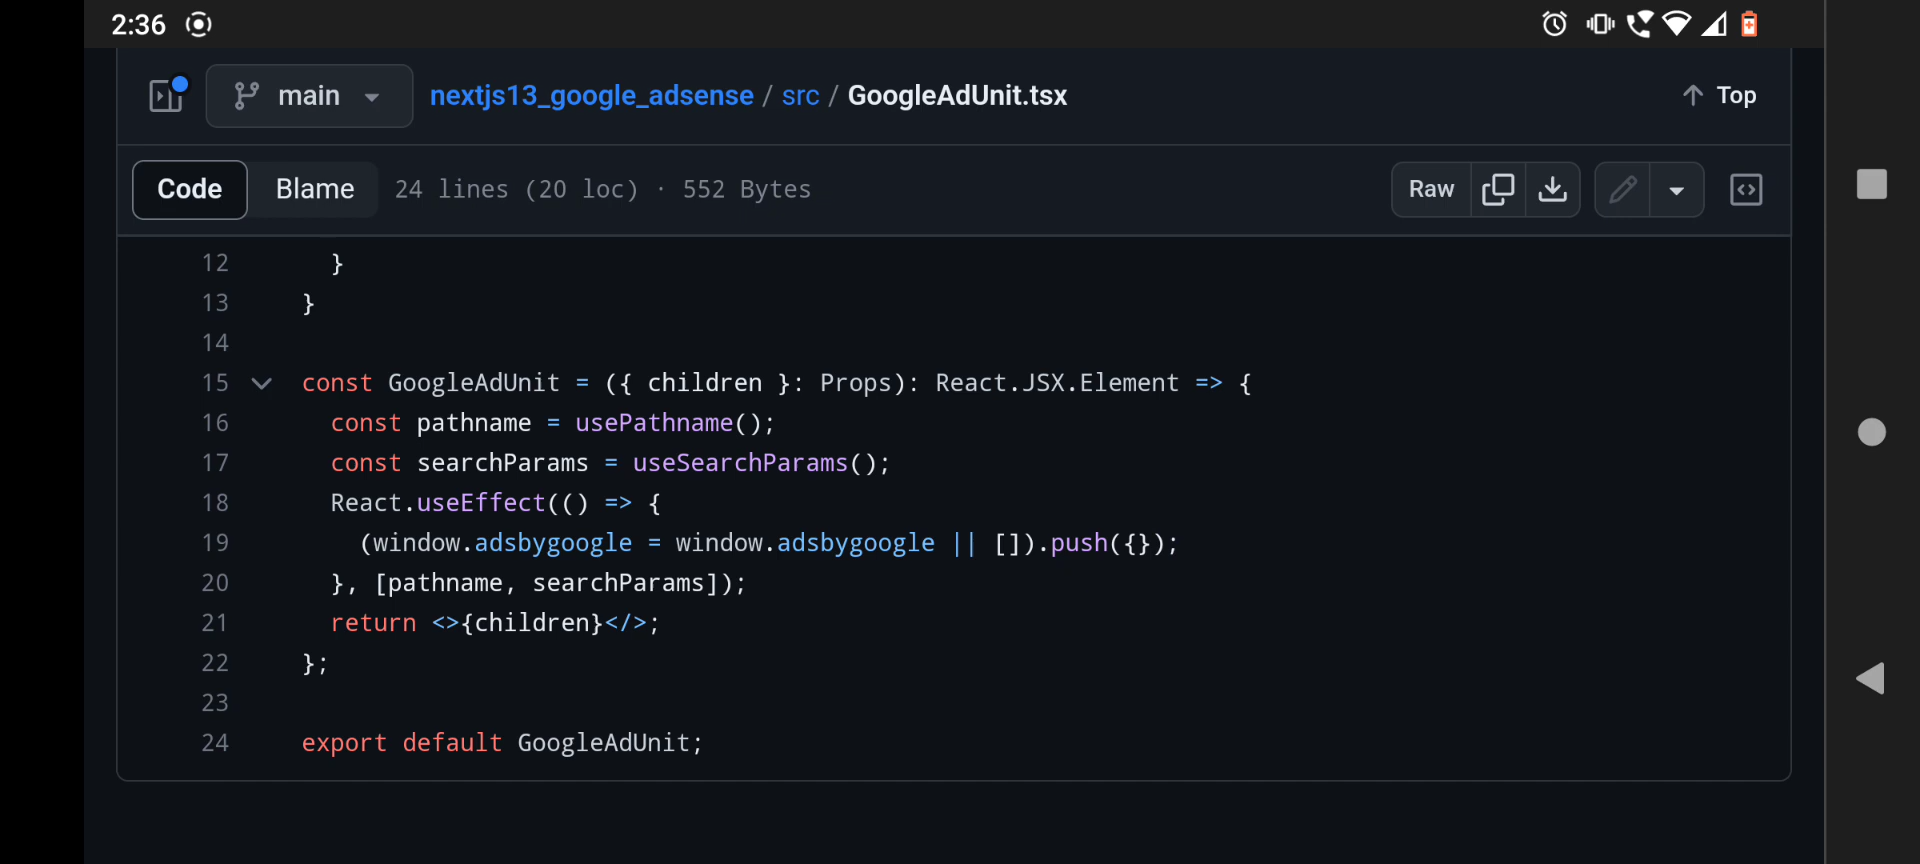 2:36
main nextjs13_google_adsense / src / GoogleAdUnit.tsx Top
Code Blame 24 lines (20 loc) · 552 Bytes Raw
12 }
13 }
14
15 const GoogleAdUnit = ({ children }: Props): React.JSX.Element => {
16 const pathname = usePathname();
17 const searchParams = useSearchParams();
18 React.useEffect(() => {
19 (window.adsbygoogle = window.adsbygoogle || []).push({});
20 }, [pathname, searchParams]);
21 return <>{children}</>;
22 };
23
24 export default GoogleAdUnit;